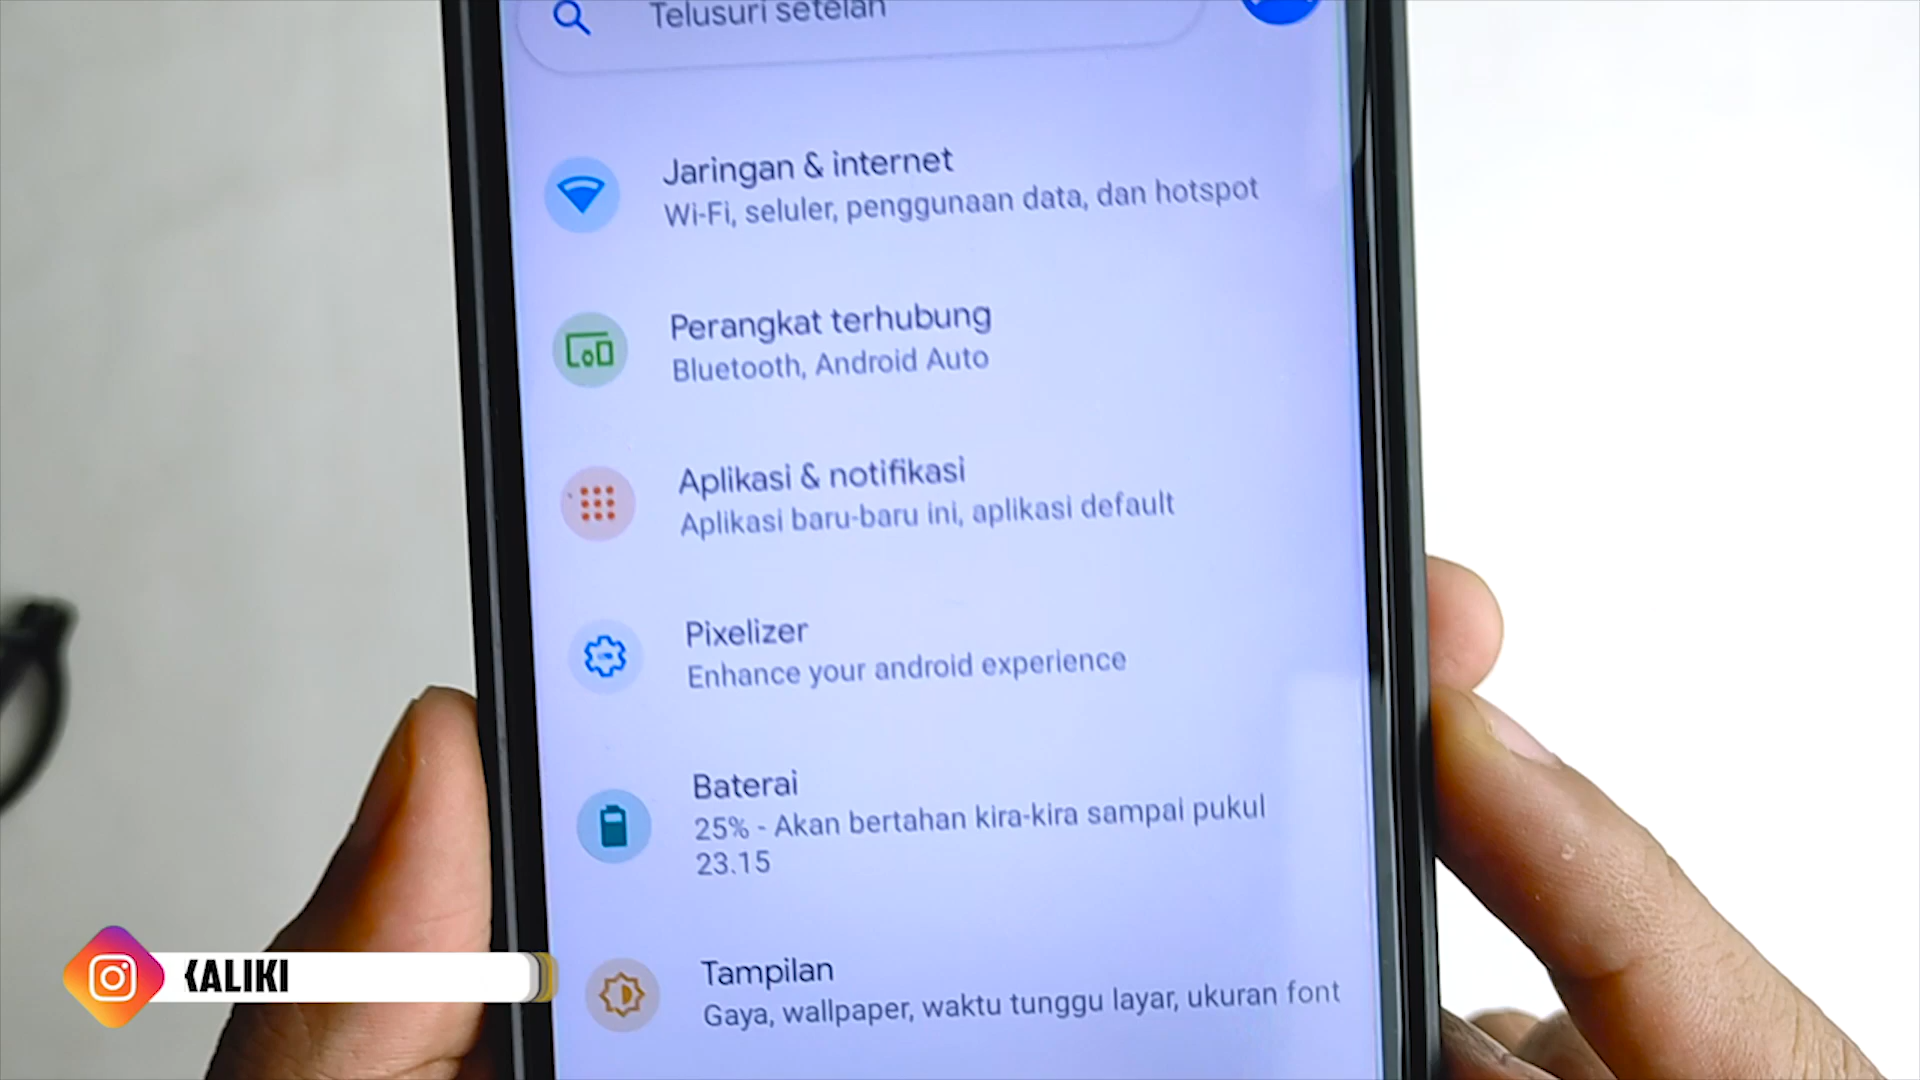 Telusuri setelan
Jaringan & internet
Wi-Fi, seluler, penggunaan data, dan hotspot
Perangkat terhubung
Bluetooth, Android Auto
Aplikasi & notifikasi
Aplikasi baru-baru ini, aplikasi default
Pixelizer
Enhance your android experience
Baterai
25% - Akan bertahan kira-kira sampai pukul
23.15
Tampilan
Gaya, wallpaper, waktu tunggu layar, ukuran font
KALIKI